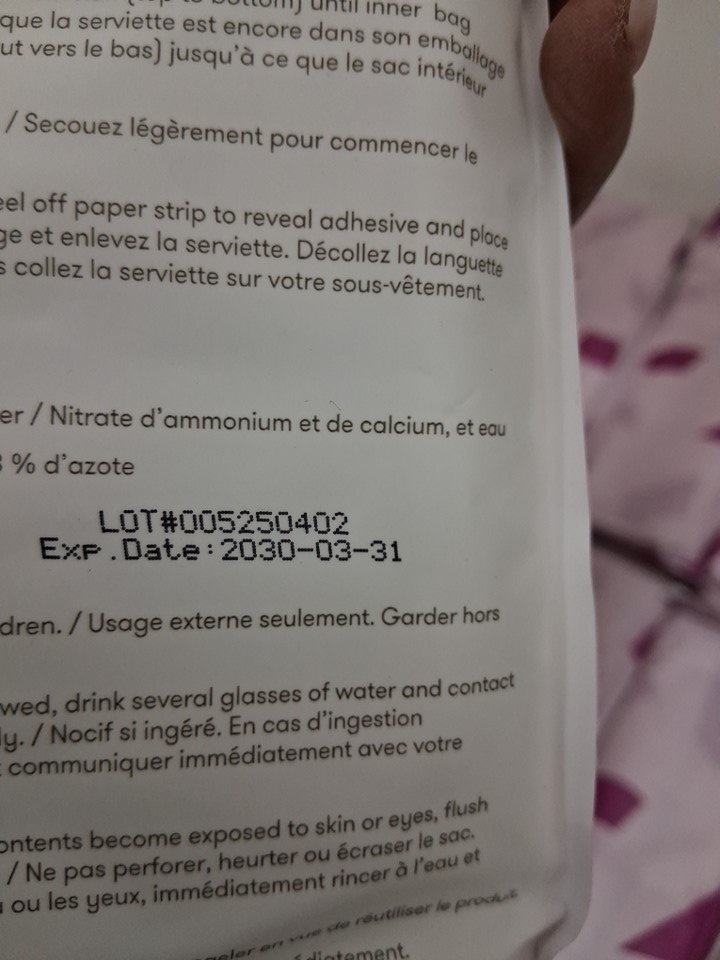 bottom) until inner bag
que la serviette est encore dans son emballage
ut vers le bas) jusqu'à ce que le sac intérieur
/ Secouez légèrement pour commencer le
eel off paper strip to reveal adhesive and place
ge et enlevez la serviette. Décollez la languette
s collez la serviette sur votre sous-vêtement.
er / Nitrate d'ammonium et de calcium, et eau
% d'azote
LOT#005250402
Exp.Date:2030-03-31
dren. / Usage externe seulement. Garder hors
wed, drink several glasses of water and contact
ly. / Nocif si ingéré. En cas d'ingestion
communiquer immédiatement avec votre
ontents become exposed to skin or eyes, flush
/ Ne pas perforer, heurter ou écraser le sac.
u ou les yeux, immédiatement rincer à l'eau et
geler en vue de réutiliser le produit
diatement.